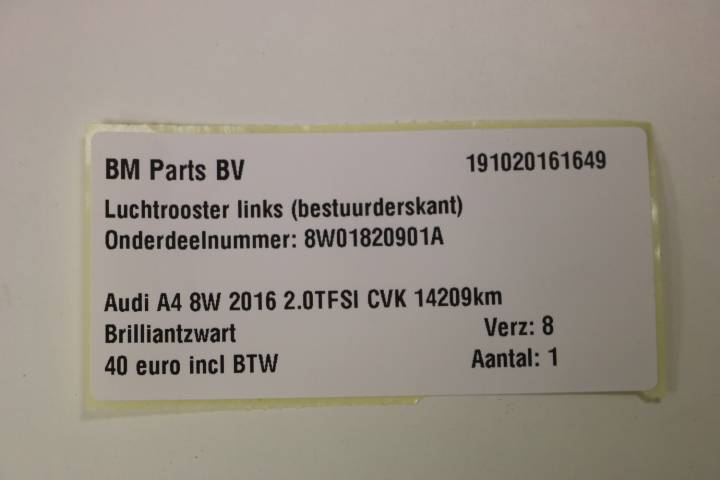 BM Parts BV 191020161649
Luchtrooster links (bestuurderskant)
Onderdeelnummer: 8W01820901A
Audi A4 8W 2016 2.0TFSI CVK 14209km
Brilliantzwart Verz: 8
40 euro incl BTW Aantal: 1